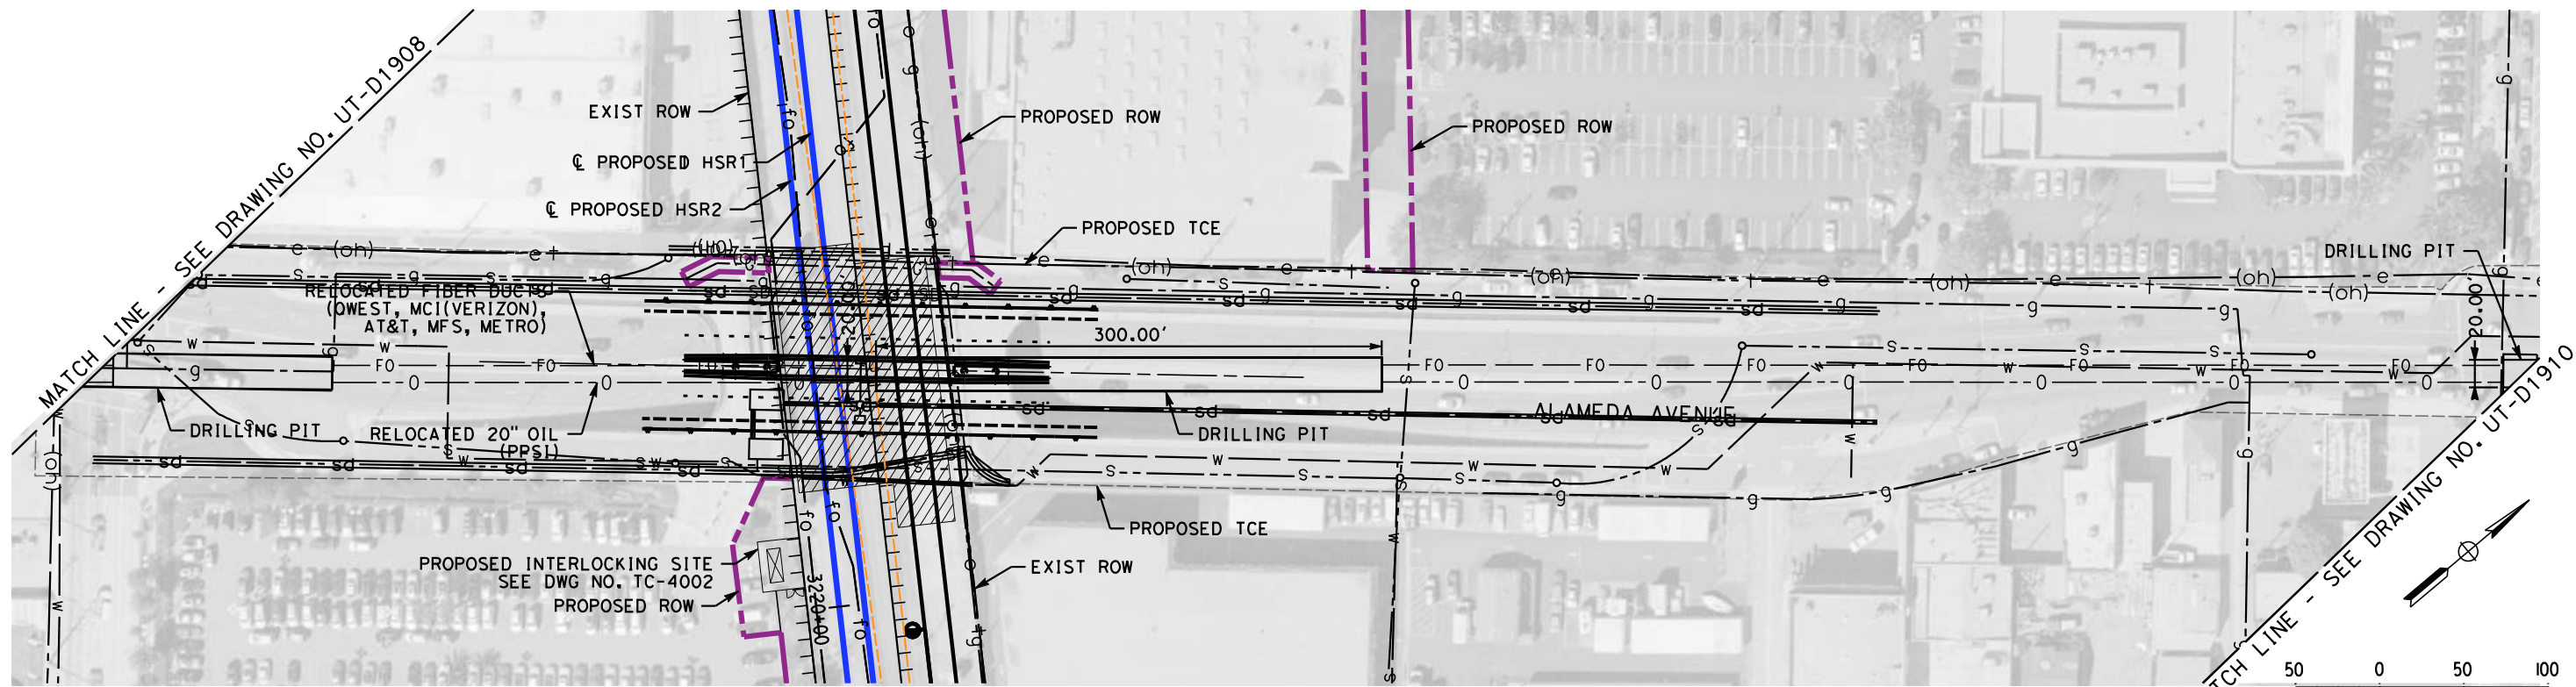 MATCH LINE - SEE DRAWING NO. UT-D1908
EXIST ROW
PROPOSED ROW
PROPOSED ROW
℄ PROPOSED HSR1
℄ PROPOSED HSR2
PROPOSED TCE
DRILLING PIT
RELOCATED FIBER DUCTS
(QWEST, MCI(VERIZON),
AT&T, MFS, METRO)
300.00'
20.00'
20.00'
ALAMEDA AVENUE
DRILLING PIT
RELOCATED 20" OIL
(PPSI)
DRILLING PIT
PROPOSED TCE
PROPOSED INTERLOCKING SITE
SEE DWG NO. TC-4002
PROPOSED ROW
EXIST ROW
3220+00
MATCH LINE - SEE DRAWING NO. UT-D1910
50 0 50 100